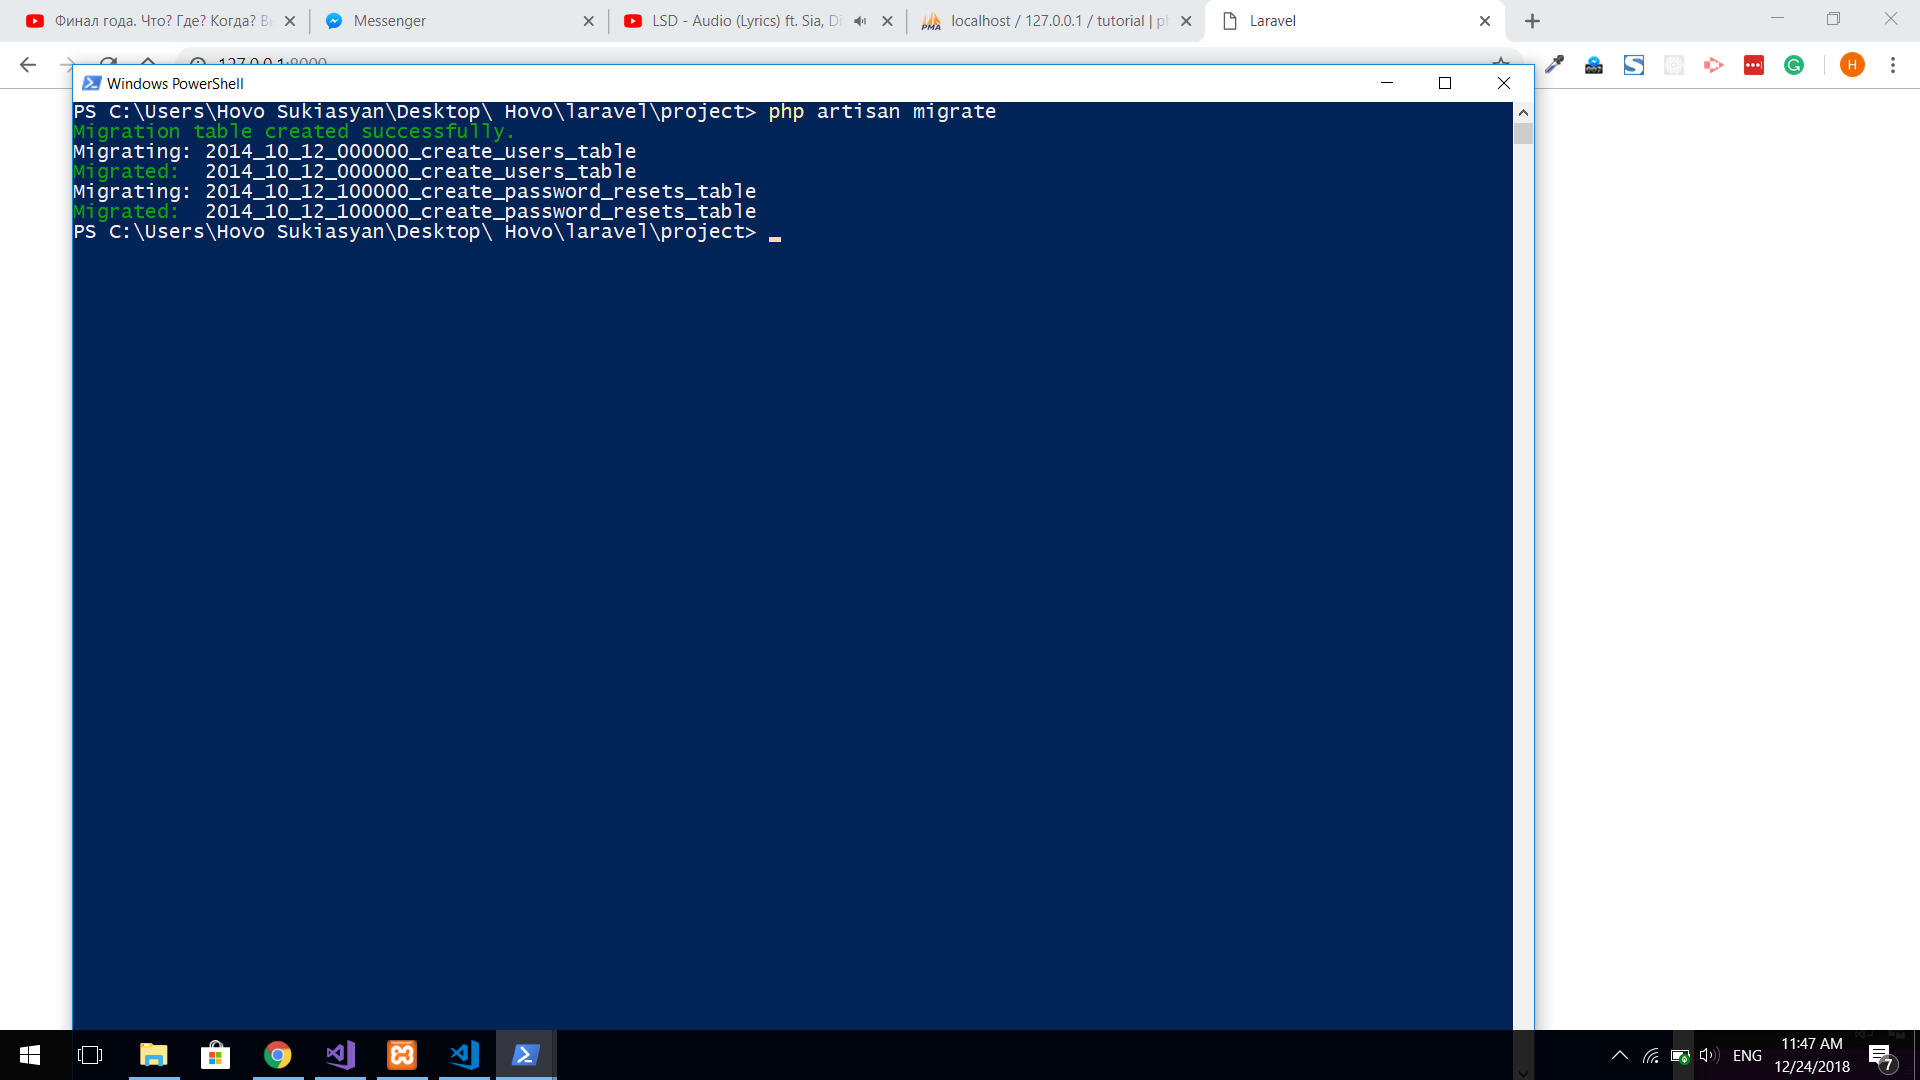 Финал года. Что? Где? Когда?
Messenger
LSD - Audio (Lyrics) ft. Sia, Di
localhost / 127.0.0.1 / tutorial | ph
Laravel
127.0.0.1:8000
H
Windows PowerShell
PS C:\Users\Hovo Sukiasyan\Desktop\ Hovo\laravel\project> php artisan migrate
Migration table created successfully.
Migrating: 2014_10_12_000000_create_users_table
Migrated:  2014_10_12_000000_create_users_table
Migrating: 2014_10_12_100000_create_password_resets_table
Migrated:  2014_10_12_100000_create_password_resets_table
PS C:\Users\Hovo Sukiasyan\Desktop\ Hovo\laravel\project>
ENG
11:47 AM
12/24/2018
7